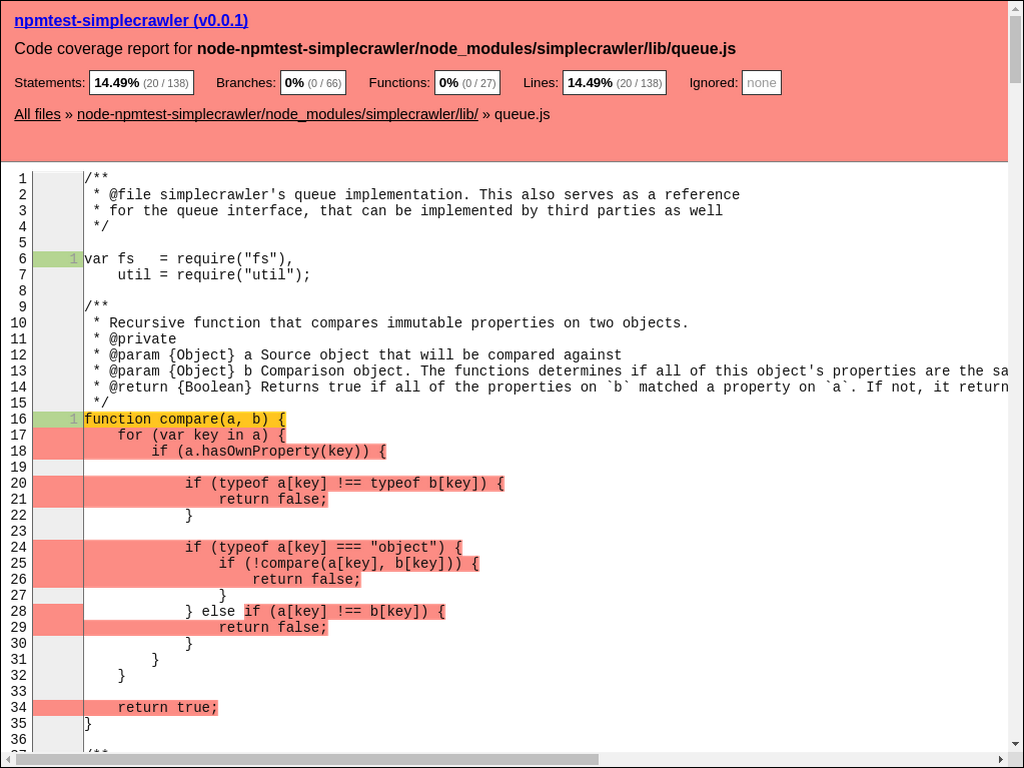 npmtest-simplecrawler (v0.0.1)
Code coverage report for node-npmtest-simplecrawler/node_modules/simplecrawler/lib/queue.js
Statements: 14.49% (20 / 138) Branches: 0% (0 / 66) Functions: 0% (0 / 27) Lines: 14.49% (20 / 138) Ignored: none
All files » node-npmtest-simplecrawler/node_modules/simplecrawler/lib/ » queue.js
1 /**
2  * @file simplecrawler's queue implementation. This also serves as a reference
3  * for the queue interface, that can be implemented by third parties as well
4  */
5
6 1 var fs   = require("fs"),
7     util = require("util");
8
9 /**
10  * Recursive function that compares immutable properties on two objects.
11  * @private
12  * @param {Object} a Source object that will be compared against
13  * @param {Object} b Comparison object. The functions determines if all of this object's properties are the sa
14  * @return {Boolean} Returns true if all of the properties on `b` matched a property on `a`. If not, it return
15  */
16 1 function compare(a, b) {
17     for (var key in a) {
18         if (a.hasOwnProperty(key)) {
19
20             if (typeof a[key] !== typeof b[key]) {
21                 return false;
22             }
23
24             if (typeof a[key] === "object") {
25                 if (!compare(a[key], b[key])) {
26                     return false;
27                 }
28             } else if (a[key] !== b[key]) {
29                 return false;
30             }
31         }
32     }
33
34     return true;
35 }
36
37 /**